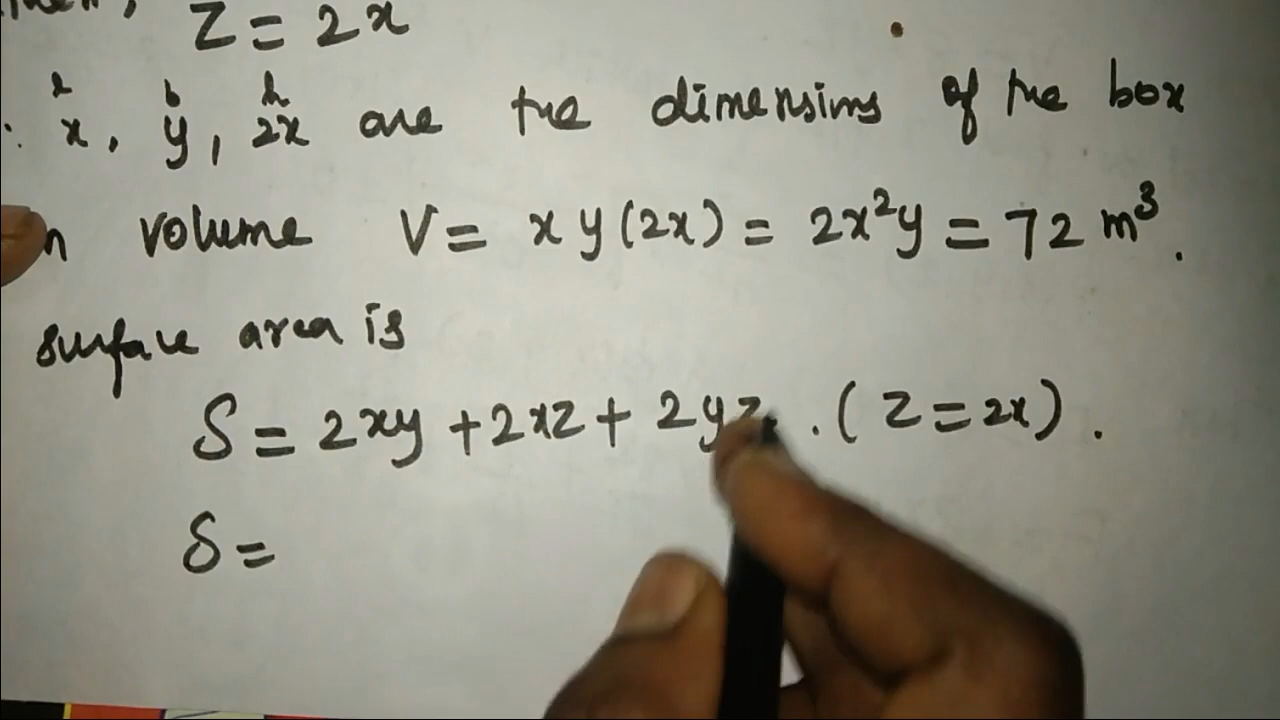 Z = 2x
l b h
x, y, 2x are the dimensions of the box
volume V = xy(2x) = 2x²y = 72 m³.
surface area is
S = 2xy + 2xz + 2yz. (Z = 2x).
S =